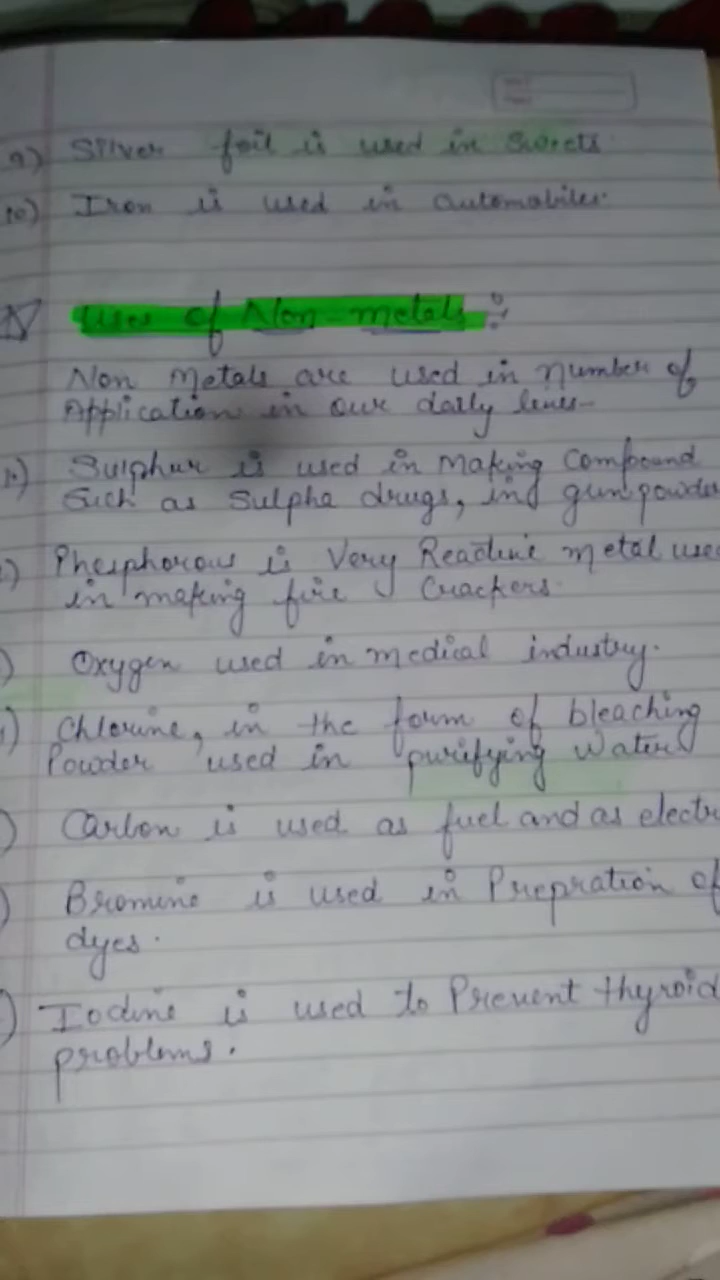 9) Silver foil is used in sweets
10) Iron is used in automobiles.
Uses of Non-metals :-
Non Metals are used in number of
Application in our daily lives-
Sulphur is used in making Compound
Such as Sulpha drugs, in gunpowde
Phosphorous is Very Reactive metal use
in making fire Crackers.
Oxygen used in medical industry.
Chlorine, in the form of bleaching
Powder used in purifying Water
Carbon is used as fuel and as electr
Bromine is used in Prepration of
dyes.
Iodine is used to Prevent thyroid
problems.